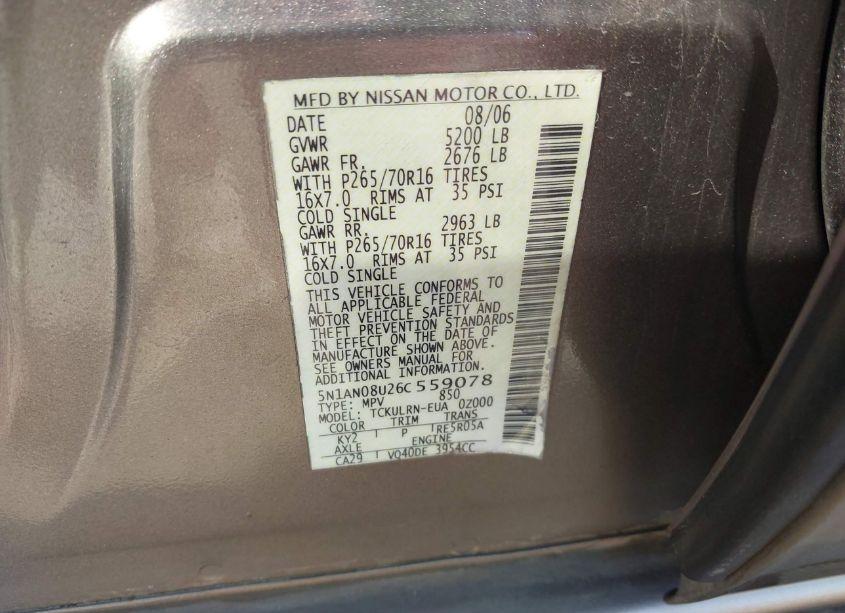 MFD BY NISSAN MOTOR CO., LTD.
DATE 08/06
GVWR 5200 LB
GAWR FR. 2676 LB
WITH P265/70R16 TIRES
16X7.0 RIMS AT 35 PSI
COLD SINGLE
GAWR RR. 2963 LB
WITH P265/70R16 TIRES
16X7.0 RIMS AT 35 PSI
COLD SINGLE
THIS VEHICLE CONFORMS TO
ALL APPLICABLE FEDERAL
MOTOR VEHICLE SAFETY AND
THEFT PREVENTION STANDARDS
IN EFFECT ON THE DATE OF
MANUFACTURE SHOWN ABOVE.
SEE OWNERS MANUAL FOR
ADDITIONAL INFORMATION.
5N1AN08U26C559078
TYPE: MPV 850
MODEL: TCKULRN-EUA 0Z000
COLOR TRIM TRANS
KY2 P RE5R05A
AXLE ENGINE
CA29 VQ40DE 3954CC